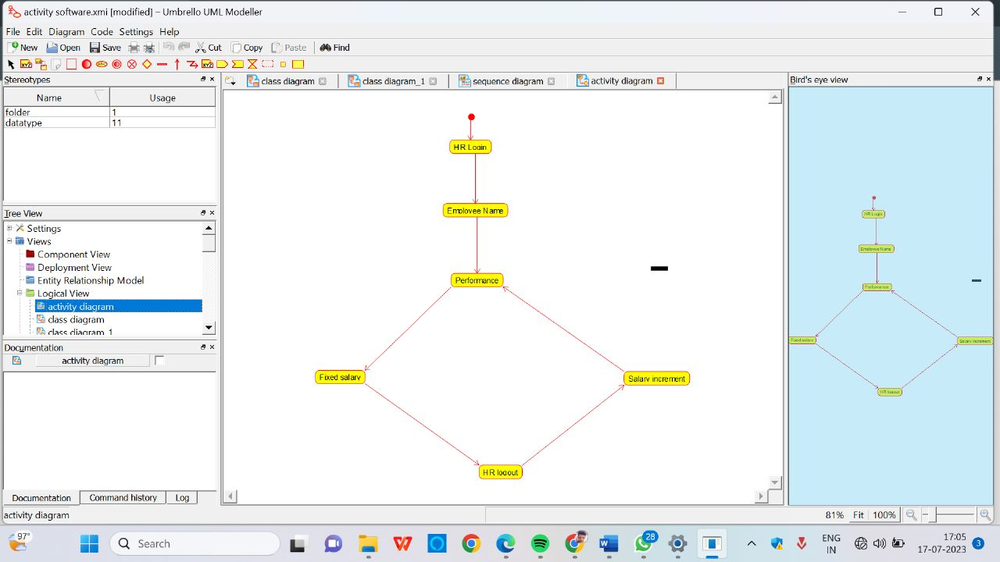 activity software.xmi [modified] – Umbrello UML Modeller
File Edit Diagram Code Settings Help
New Open Save Cut Copy Paste Find
Stereotypes
Name Usage
folder 1
datatype 11
Tree View
Settings
Views
Component View
Deployment View
Entity Relationship Model
Logical View
activity diagram
class diagram
class diagram_1
Documentation
activity diagram
Documentation Command history Log
activity diagram
class diagram class diagram_1 sequence diagram activity diagram
HR Login
Employee Name
Performance
Fixed salary
Salary increment
HR logout
Bird's eye view
HR Login
Employee Name
Performance
Fixed salary
Salary increment
HR logout
81% Fit 100%
97°
Search
28
ENG
IN
17:05
17-07-2023
3